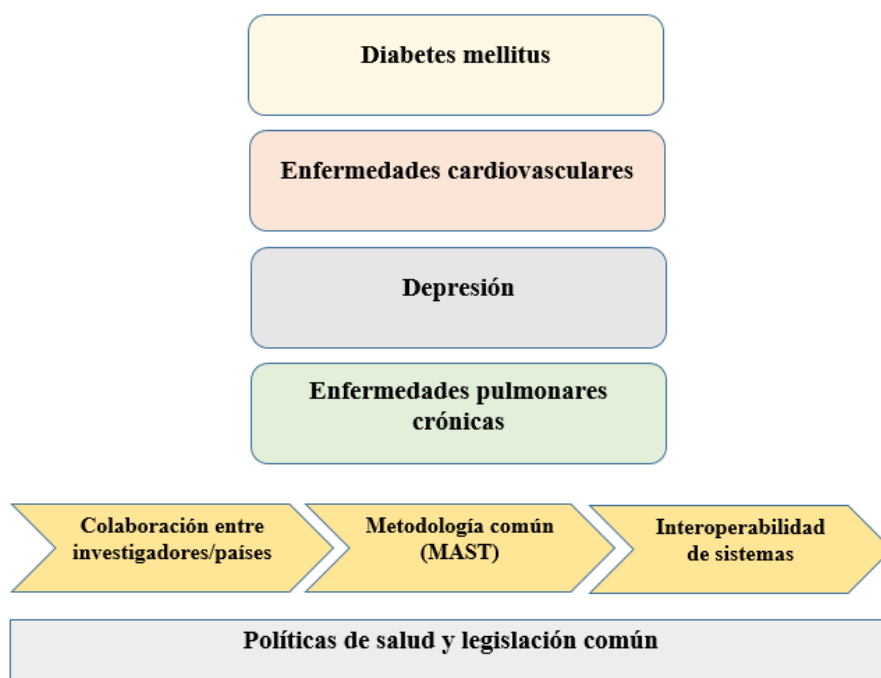 Diabetes mellitus
Enfermedades cardiovasculares
Depresión
Enfermedades pulmonares
crónicas
Colaboración entre
investigadores/países
Metodología común
(MAST)
Interoperabilidad
de sistemas
Políticas de salud y legislación común